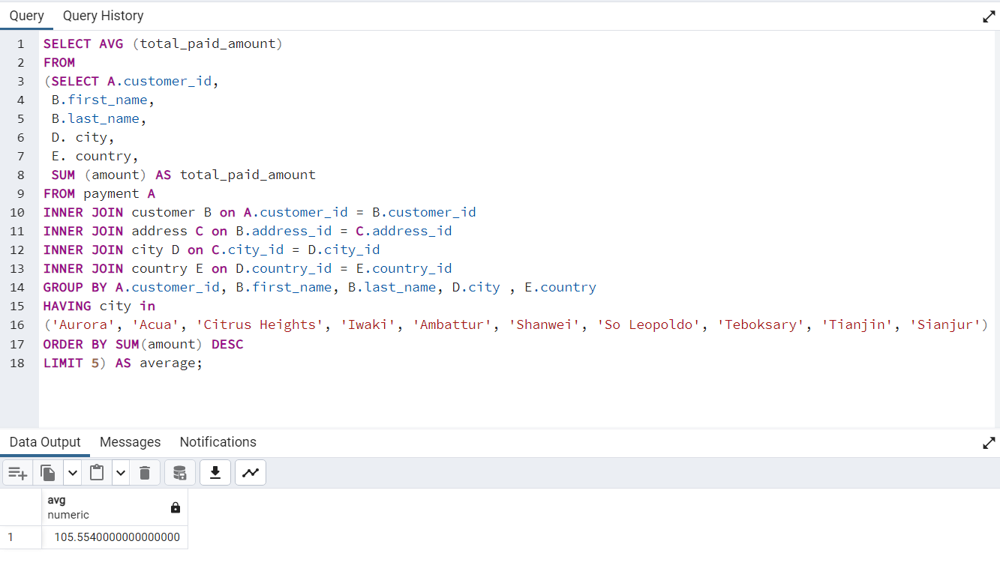 Query Query History
1 SELECT AVG (total_paid_amount)
2 FROM
3 (SELECT A.customer_id,
4 B.first_name,
5 B.last_name,
6 D. city,
7 E. country,
8 SUM (amount) AS total_paid_amount
9 FROM payment A
10 INNER JOIN customer B on A.customer_id = B.customer_id
11 INNER JOIN address C on B.address_id = C.address_id
12 INNER JOIN city D on C.city_id = D.city_id
13 INNER JOIN country E on D.country_id = E.country_id
14 GROUP BY A.customer_id, B.first_name, B.last_name, D.city , E.country
15 HAVING city in
16 ('Aurora', 'Acua', 'Citrus Heights', 'Iwaki', 'Ambattur', 'Shanwei', 'So Leopoldo', 'Teboksary', 'Tianjin', 'Sianjur')
17 ORDER BY SUM(amount) DESC
18 LIMIT 5) AS average;
Data Output Messages Notifications
avg
numeric
1 105.5540000000000000